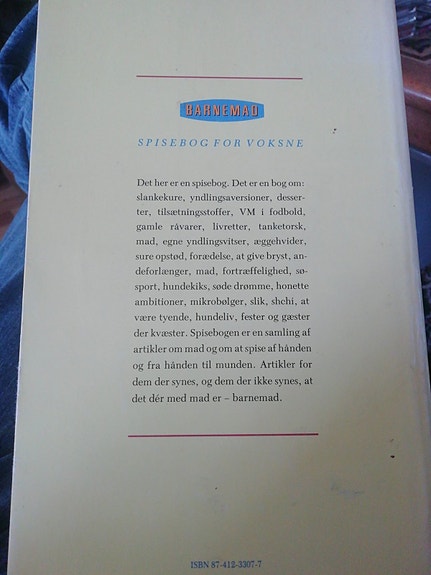 BARNEMAD
SPISEBOG FOR VOKSNE
Det her er en spisebog. Det er en bog om:
slankekure, yndlingsaversioner, desser-
ter, tilsætningsstoffer, VM i fodbold,
gamle råvarer, livretter, tanketorsk,
mad, egne yndlingsvitser, æggehvider,
sure opstød, forædelse, at give bryst, an-
deforlænger, mad, fortræffelighed, sø-
sport, hundekiks, søde drømme, honette
ambitioner, mikrobølger, slik, shchi, at
være tyende, hundeliv, fester og gæster
der kvæster. Spisebogen er en samling af
artikler om mad og om at spise af hånden
og fra hånden til munden. Artikler for
dem der synes, og dem der ikke synes, at
det dér med mad er – barnemad.
ISBN 87-412-3307-7